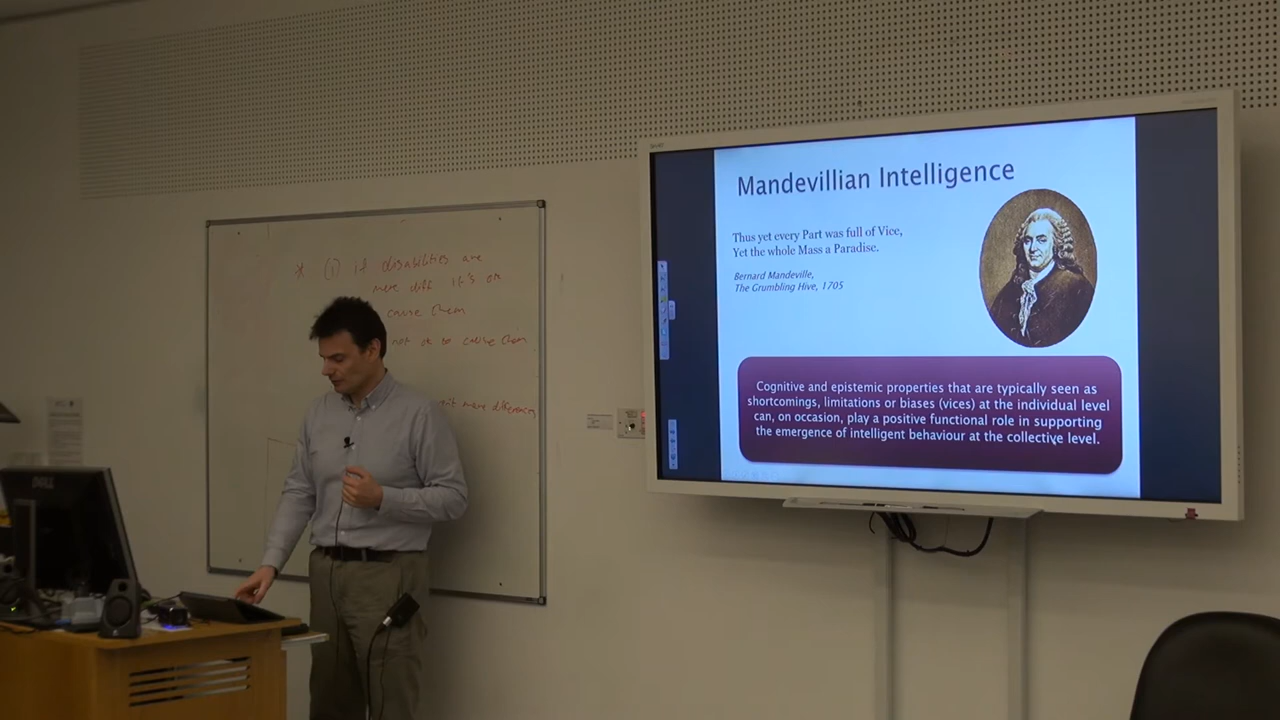 * (1) if disabilities are
mere diff it's ok
cause them
not ok to cause them
mere difference
DELL
Mandevillian Intelligence
Thus yet every Part was full of Vice,
Yet the whole Mass a Paradise.
Bernard Mandeville,
The Grumbling Hive, 1705
Cognitive and epistemic properties that are typically seen as
shortcomings, limitations or biases (vices) at the individual level
can, on occasion, play a positive functional role in supporting
the emergence of intelligent behaviour at the collective level.